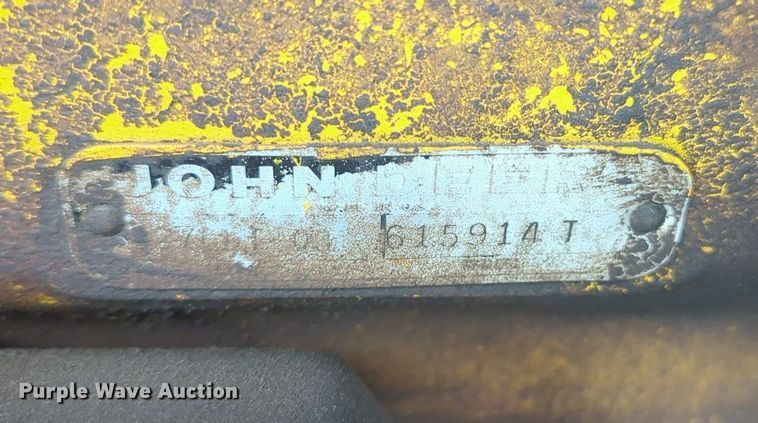 JOHN DEERE
615914 T
Purple Wave Auction